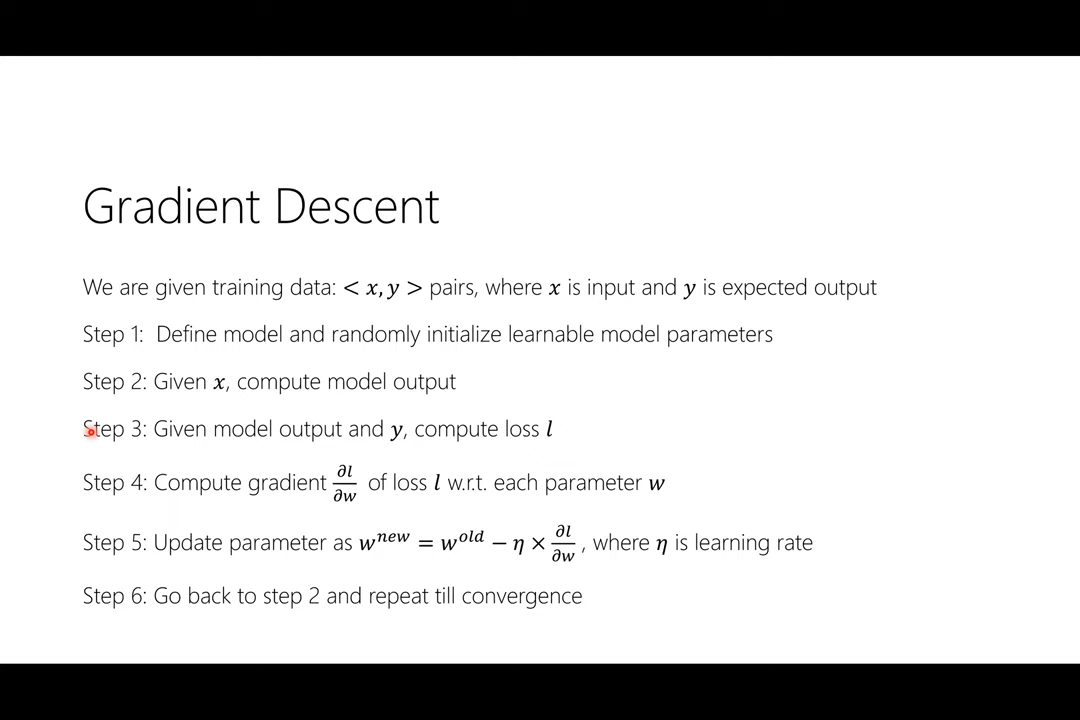 Gradient Descent
We are given training data: < x, y > pairs, where x is input and y is expected output
Step 1: Define model and randomly initialize learnable model parameters
Step 2: Given x, compute model output
Step 3: Given model output and y, compute loss l
Step 4: Compute gradient ∂l/∂w of loss l w.r.t. each parameter w
Step 5: Update parameter as w^new = w^old − η × ∂l/∂w , where η is learning rate
Step 6: Go back to step 2 and repeat till convergence